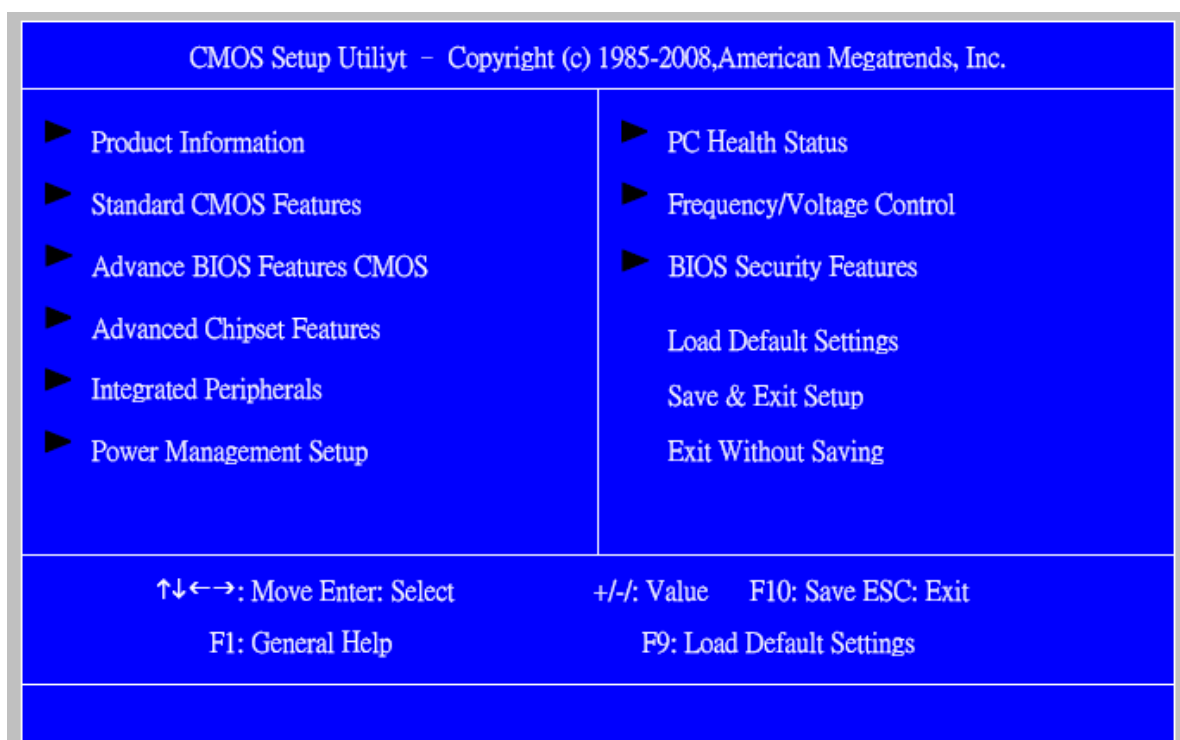 CMOS Setup Utiliyt – Copyright (c) 1985-2008,American Megatrends, Inc.
Product Information
Standard CMOS Features
Advance BIOS Features CMOS
Advanced Chipset Features
Integrated Peripherals
Power Management Setup
PC Health Status
Frequency/Voltage Control
BIOS Security Features
Load Default Settings
Save & Exit Setup
Exit Without Saving
↑↓←→: Move Enter: Select +/-/: Value F10: Save ESC: Exit
F1: General Help F9: Load Default Settings